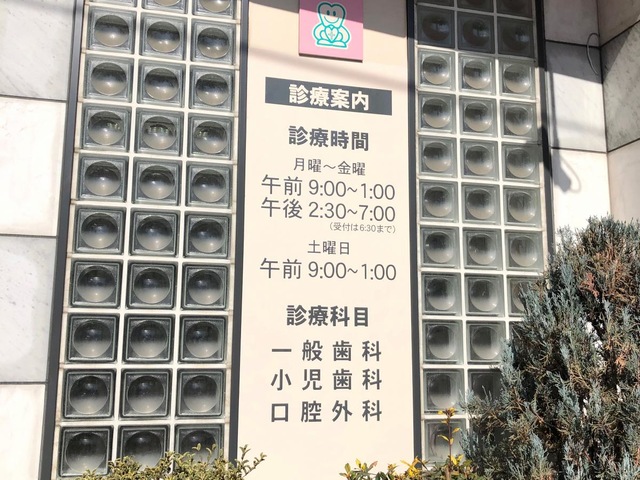 診療案内
診療時間
月曜～金曜
午前 9:00~1:00
午後 2:30~7:00
（受付は6:30まで）
土曜日
午前 9:00~1:00
診療科目
一般歯科
小児歯科
口腔外科